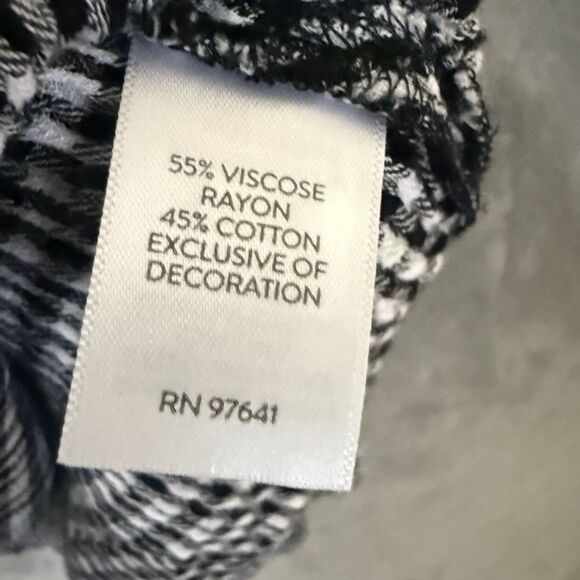 55% VISCOSE
RAYON
45% COTTON
EXCLUSIVE OF
DECORATION
RN 97641